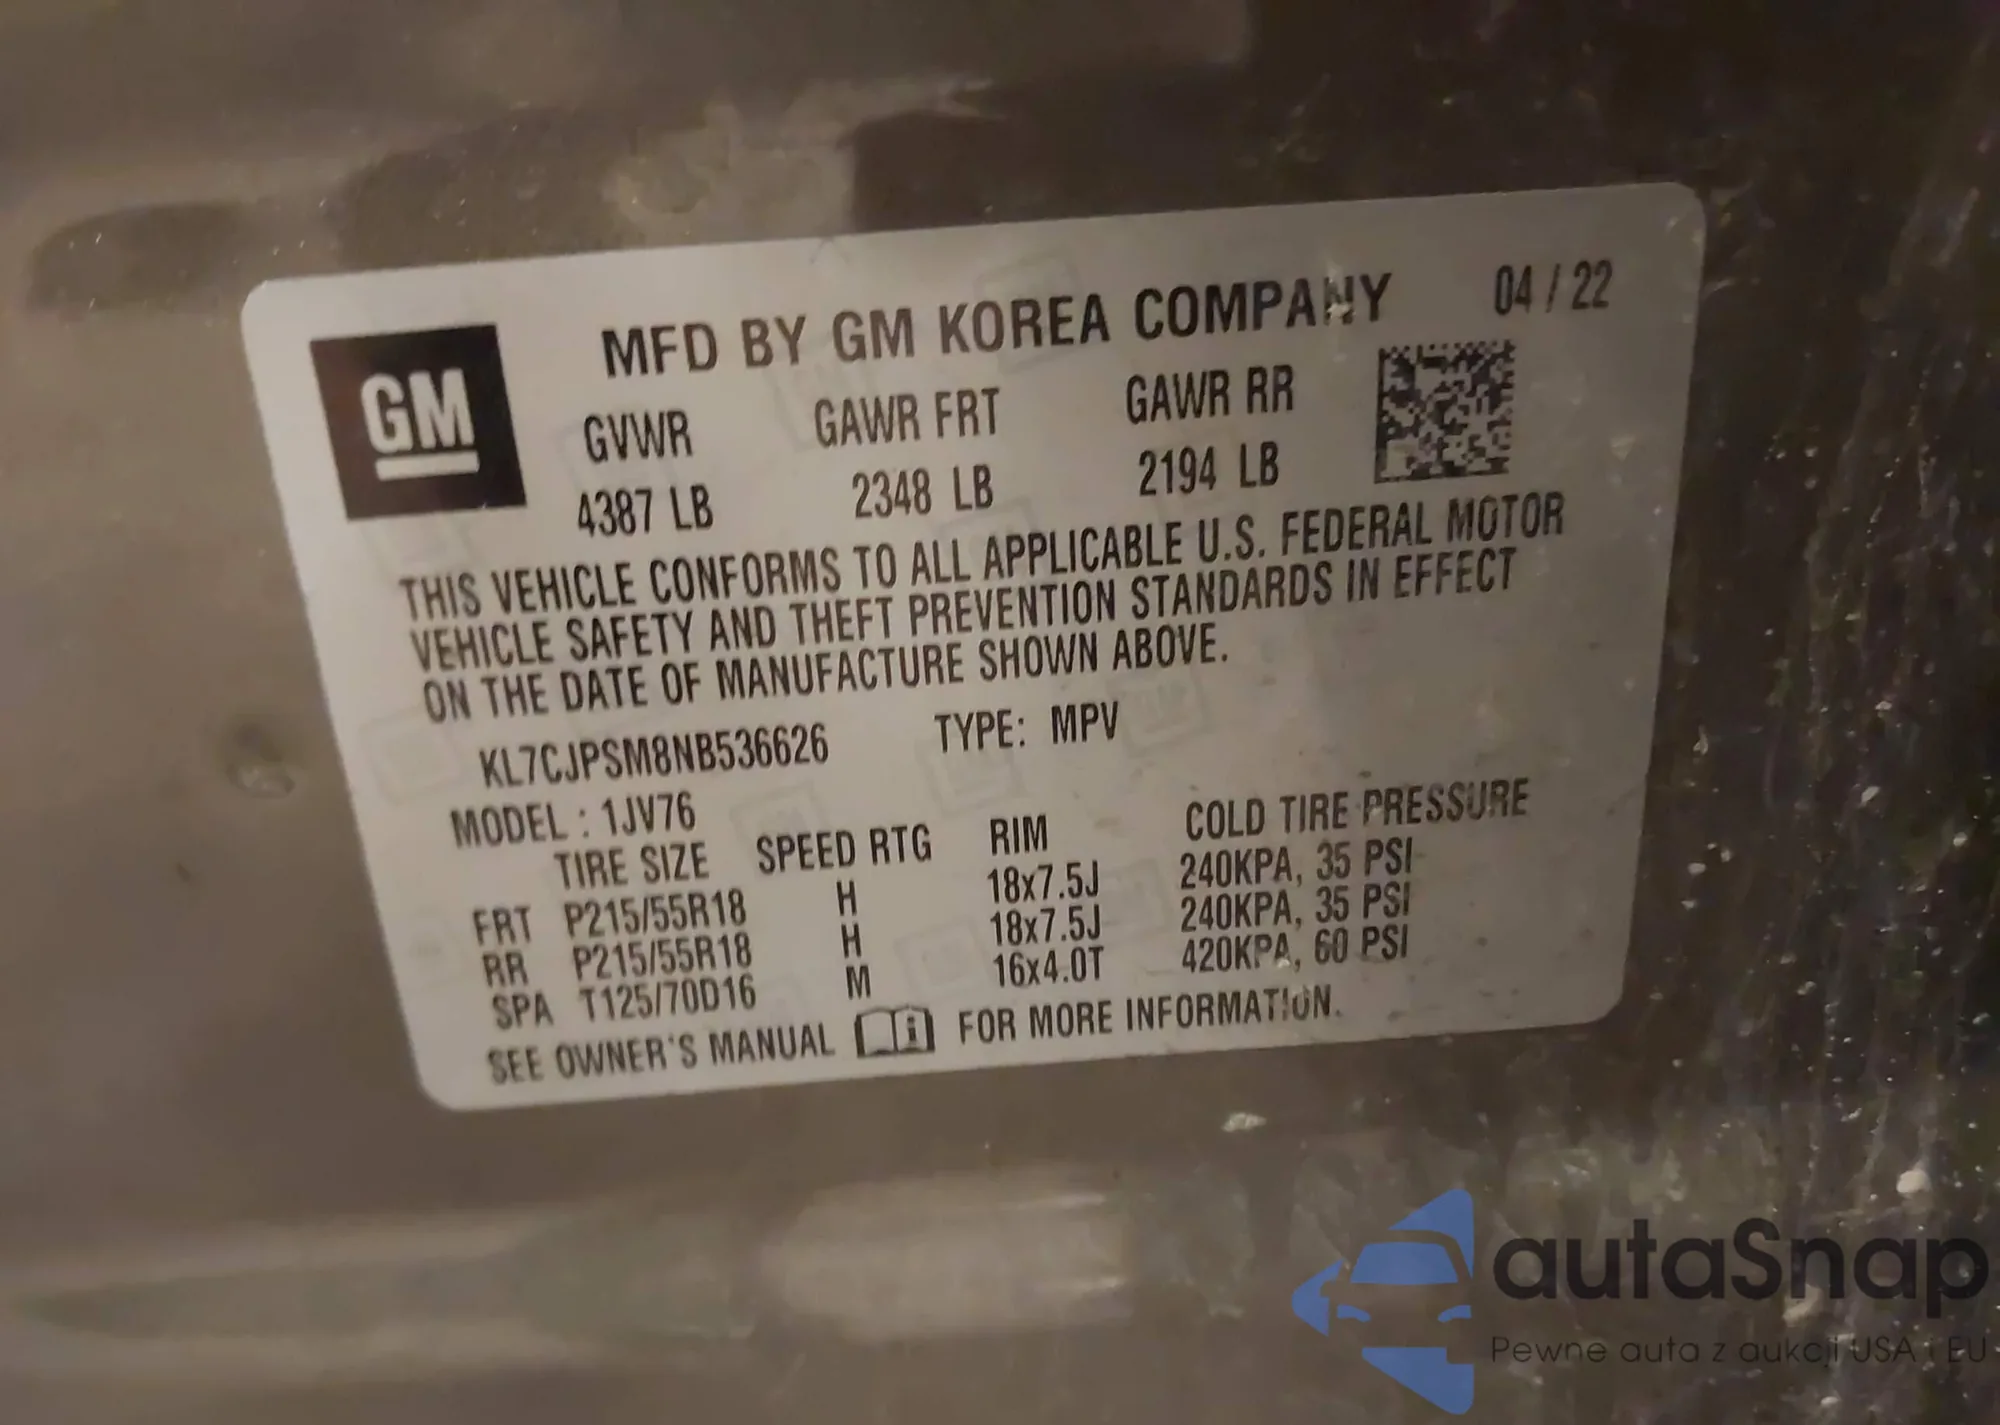 MFD BY GM KOREA COMPANY 04 / 22
GM
GVWR GAWR FRT GAWR RR
4387 LB 2348 LB 2194 LB
THIS VEHICLE CONFORMS TO ALL APPLICABLE U.S. FEDERAL MOTOR
VEHICLE SAFETY AND THEFT PREVENTION STANDARDS IN EFFECT
ON THE DATE OF MANUFACTURE SHOWN ABOVE.
KL7CJPSM8NB536626 TYPE: MPV
MODEL : 1JV76
TIRE SIZE SPEED RTG RIM COLD TIRE PRESSURE
FRT P215/55R18 H 18x7.5J 240KPA, 35 PSI
RR P215/55R18 H 18x7.5J 240KPA, 35 PSI
SPA T125/70D16 M 16x4.0T 420KPA, 60 PSI
SEE OWNER'S MANUAL FOR MORE INFORMATION.
autaSnap
Pewne auta z aukcji USA i EU